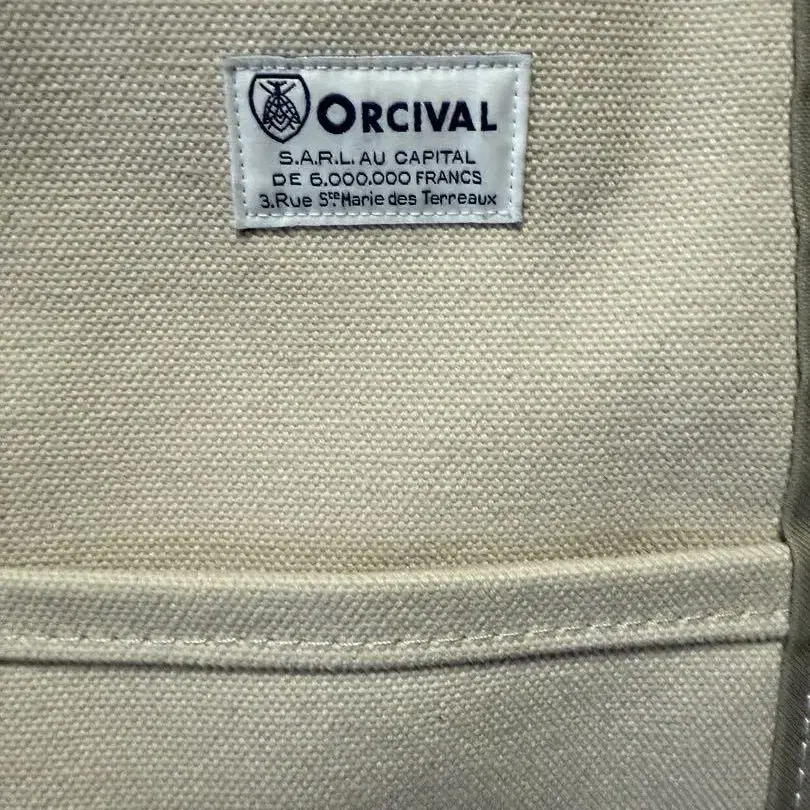 ORCIVAL
S.A.R.L. AU CAPITAL
DE 6.000.000 FRANCS
3.Rue Ste Marie des Terreaux